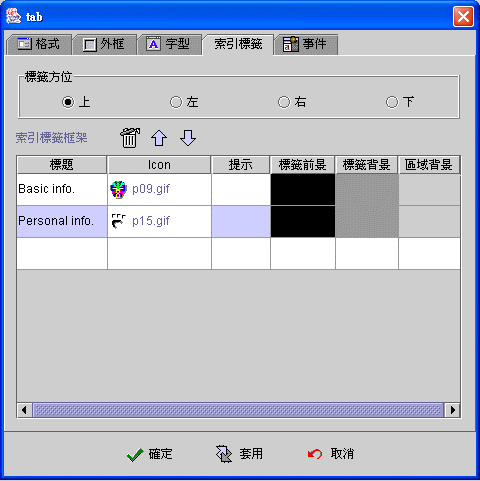 tab
格式 外框 字型 索引標籤 事件
標籤方位
上 左 右 下
索引標籤框架
標題 Icon 提示 標籤前景 標籤背景 區域背景
Basic info. p09.gif
Personal info. p15.gif
確定 套用 取消